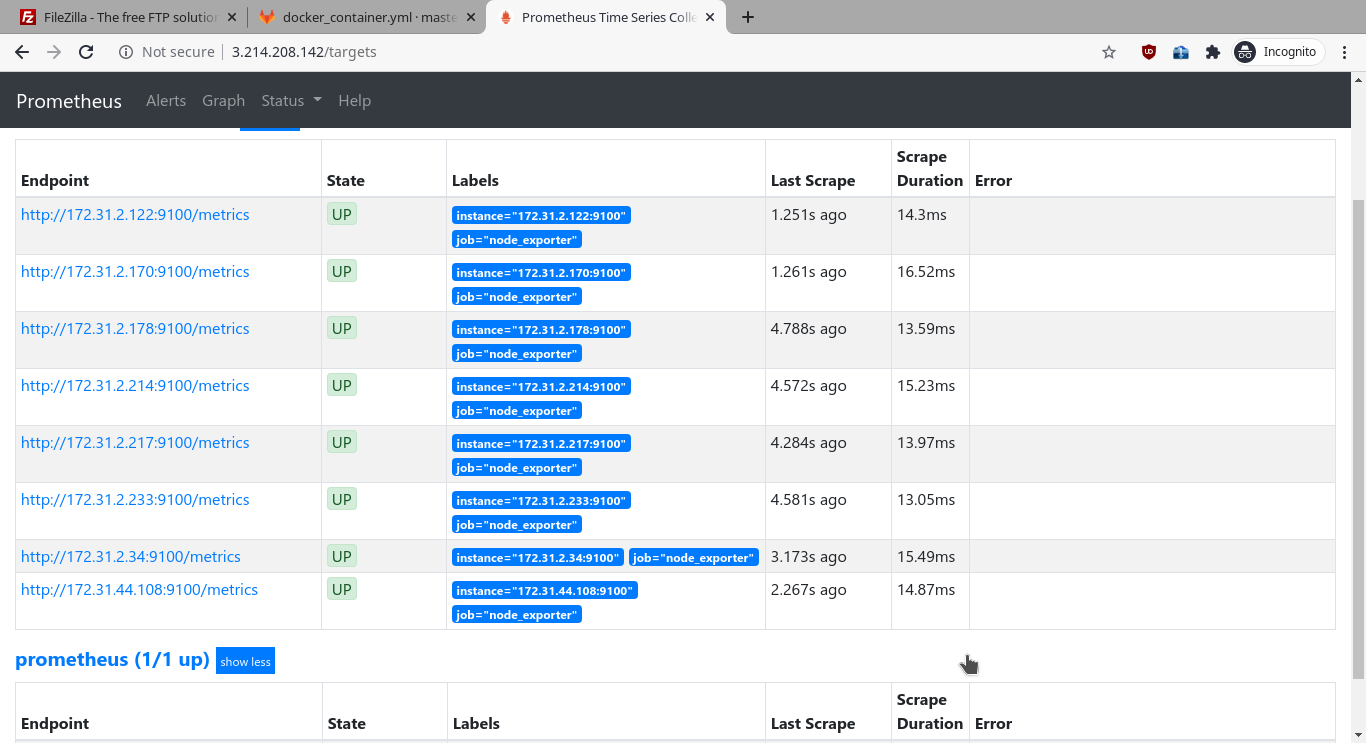 FileZilla - The free FTP solutio
docker_container.yml · maste
Prometheus Time Series Colle
Not secure
3.214.208.142/targets
Incognito
Prometheus Alerts Graph Status Help
Endpoint State Labels Last Scrape Scrape Duration Error
http://172.31.2.122:9100/metrics UP instance="172.31.2.122:9100" 1.251s ago 14.3ms
job="node_exporter"
http://172.31.2.170:9100/metrics UP instance="172.31.2.170:9100" 1.261s ago 16.52ms
job="node_exporter"
http://172.31.2.178:9100/metrics UP instance="172.31.2.178:9100" 4.788s ago 13.59ms
job="node_exporter"
http://172.31.2.214:9100/metrics UP instance="172.31.2.214:9100" 4.572s ago 15.23ms
job="node_exporter"
http://172.31.2.217:9100/metrics UP instance="172.31.2.217:9100" 4.284s ago 13.97ms
job="node_exporter"
http://172.31.2.233:9100/metrics UP instance="172.31.2.233:9100" 4.581s ago 13.05ms
job="node_exporter"
http://172.31.2.34:9100/metrics UP instance="172.31.2.34:9100" job="node_exporter" 3.173s ago 15.49ms
http://172.31.44.108:9100/metrics UP instance="172.31.44.108:9100" 2.267s ago 14.87ms
job="node_exporter"
prometheus (1/1 up) show less
Endpoint State Labels Last Scrape Scrape Duration Error